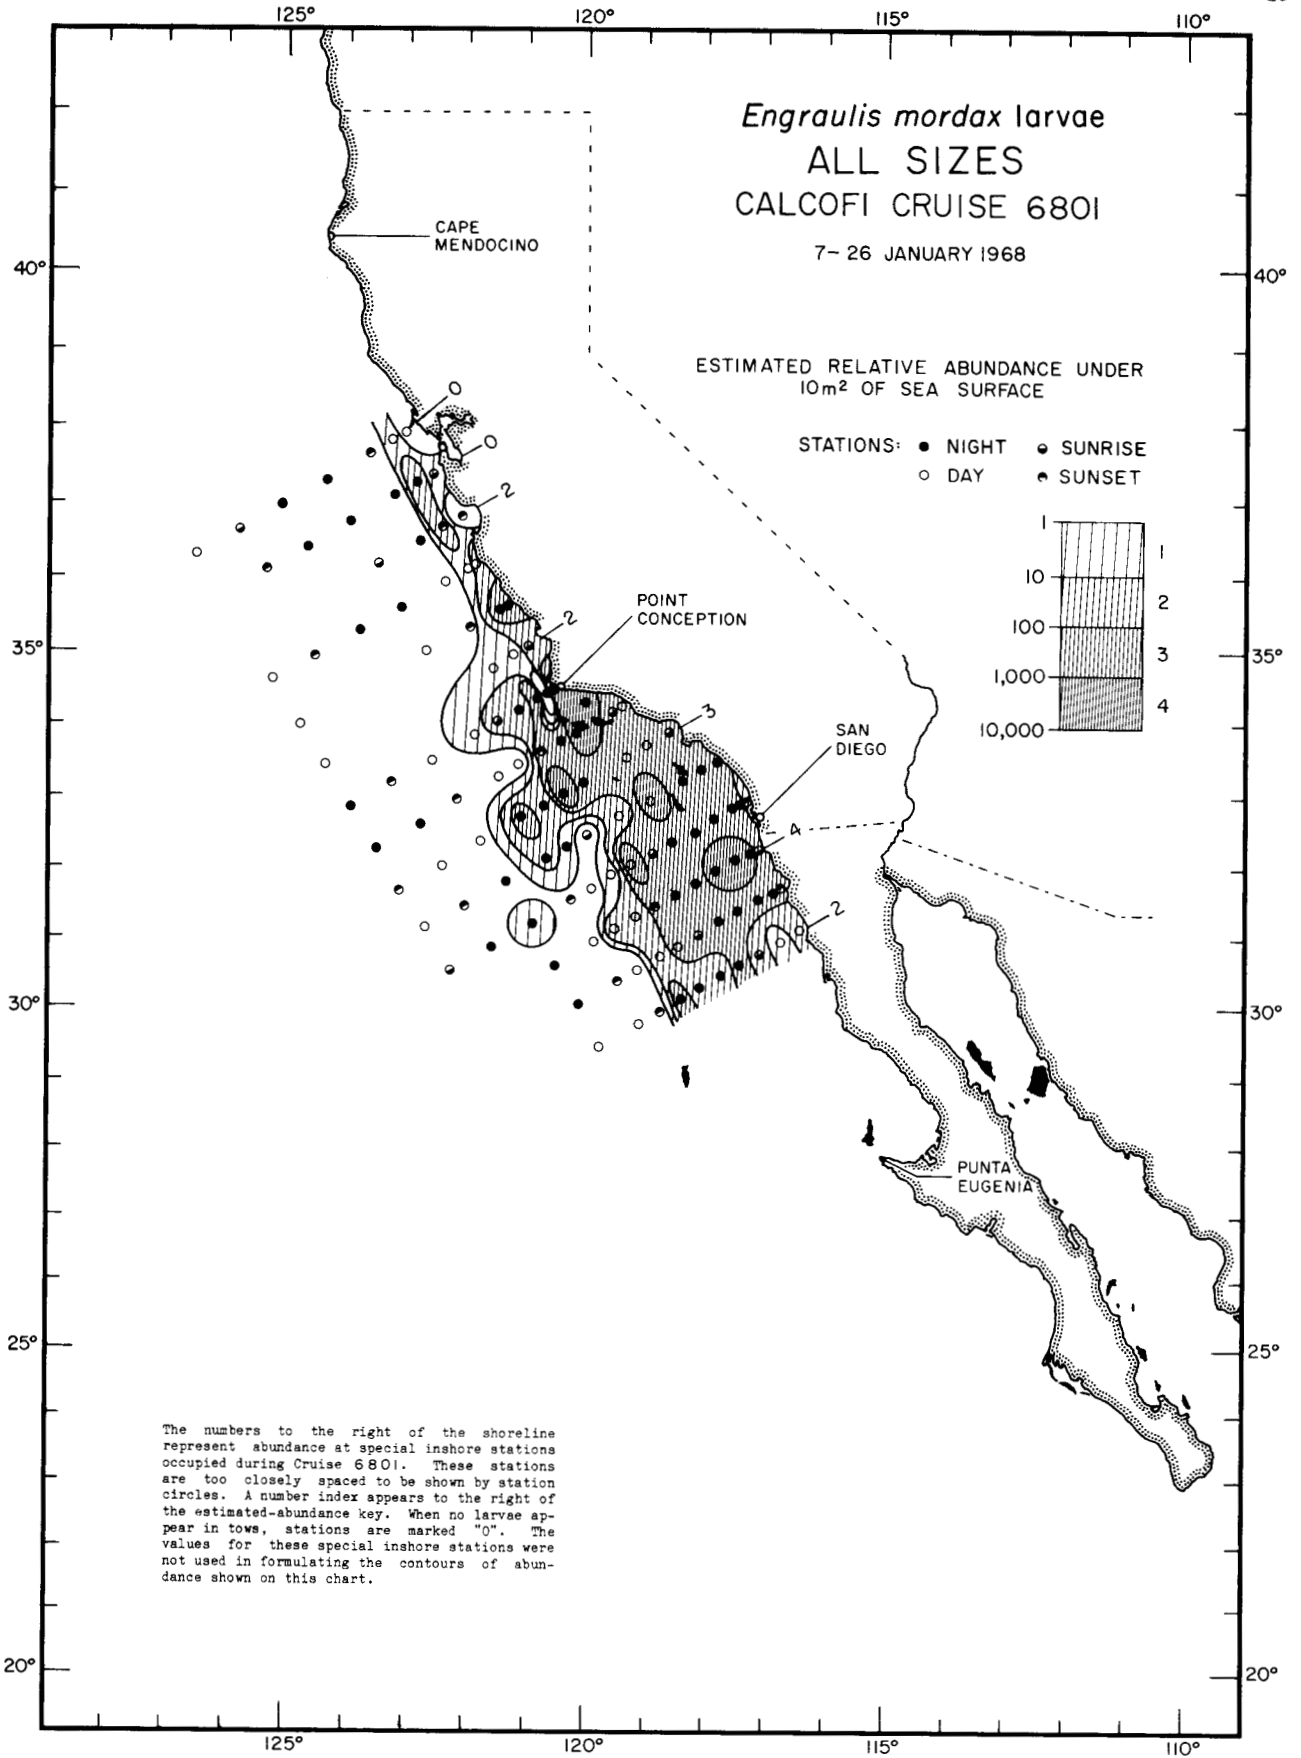 125°
120°
115°
110°
Engraulis mordax larvae
ALL SIZES
CALCOFI CRUISE 6801
7-26 JANUARY 1968
CAPE
MENDOCINO
40°
40°
ESTIMATED RELATIVE ABUNDANCE UNDER
10m² OF SEA SURFACE
STATIONS: NIGHT SUNRISE
DAY SUNSET
0
0
2
1
10
100
1,000
10,000
1
2
3
4
POINT
CONCEPTION
2
35°
35°
3
SAN
DIEGO
4
2
30°
30°
PUNTA
EUGENIA
25°
25°
The numbers to the right of the shoreline
represent abundance at special inshore stations
occupied during Cruise 6801. These stations
are too closely spaced to be shown by station
circles. A number index appears to the right of
the estimated-abundance key. When no larvae ap-
pear in tows, stations are marked "0". The
values for these special inshore stations were
not used in formulating the contours of abun-
dance shown on this chart.
20°
20°
125°
120°
115°
110°